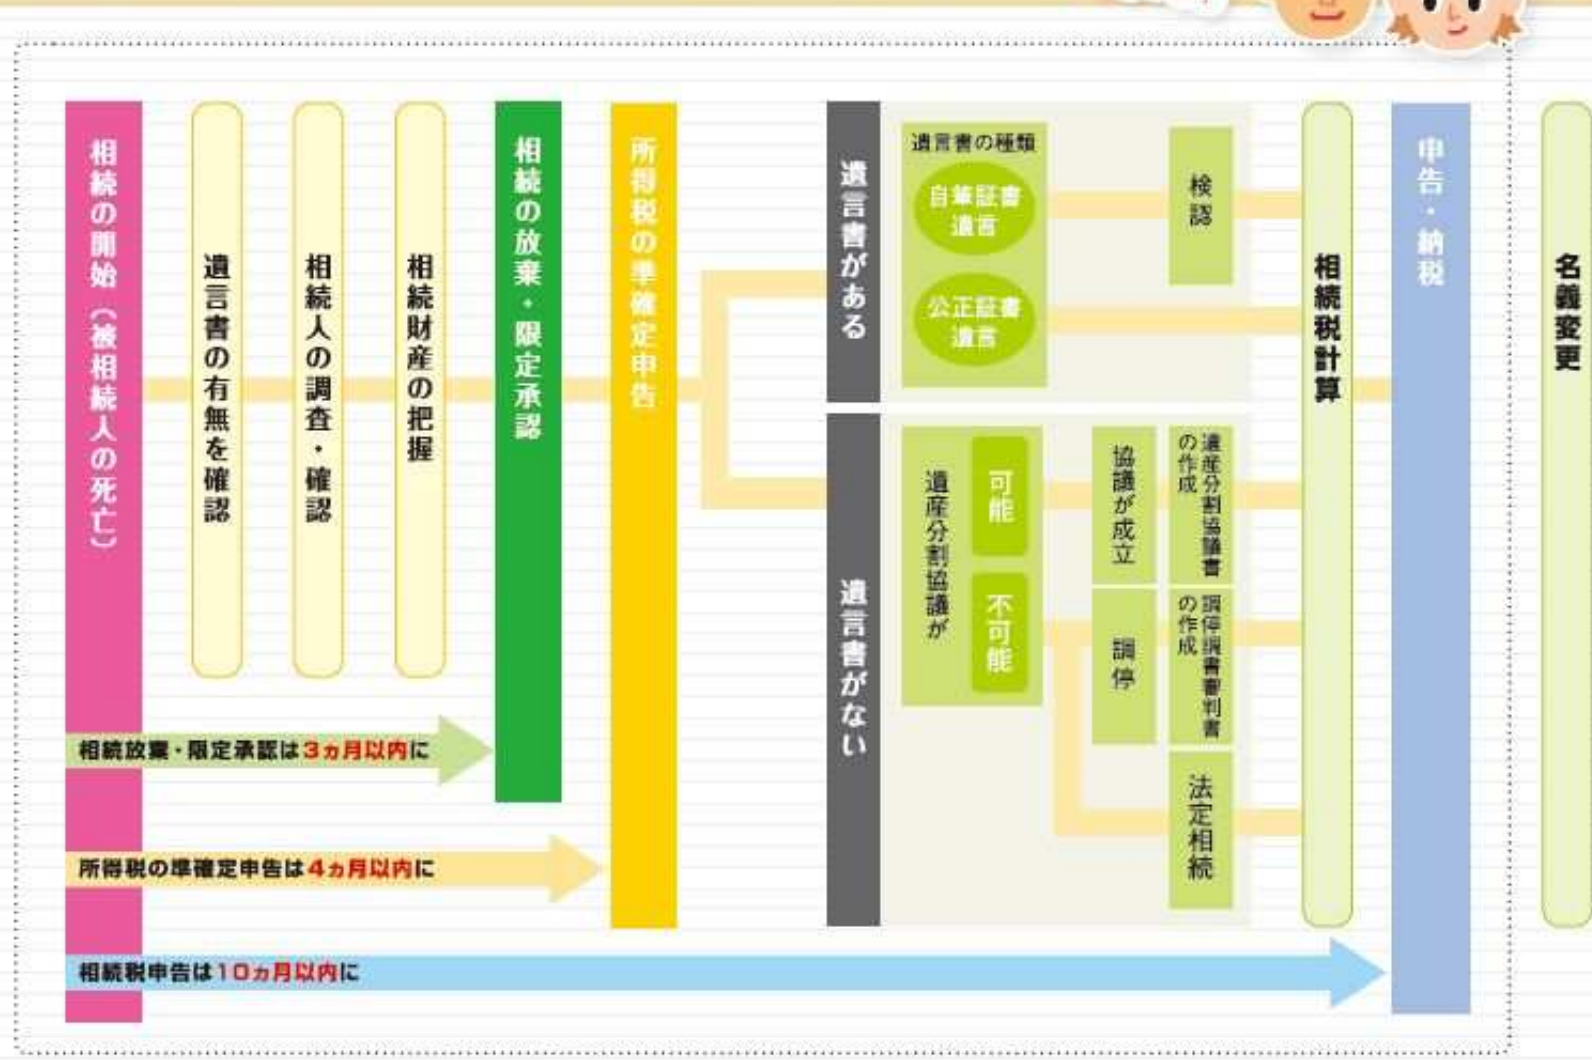 相続の開始（被相続人の死亡）
遺言書の有無を確認
相続人の調査・確認
相続財産の把握
相続の放棄・限定承認
所得税の準確定申告
遺言書がある
遺言書の種類
自筆証書
遺言
公正証書
遺言
検認
遺言書がない
遺産分割協議が
可能
不可能
協議が成立
遺産分割協議書
の作成
調停
調停調書審判書
の作成
法定相続
相続税計算
申告・納税
名義変更
相続放棄・限定承認は3ヵ月以内に
所得税の準確定申告は4ヵ月以内に
相続税申告は10ヵ月以内に